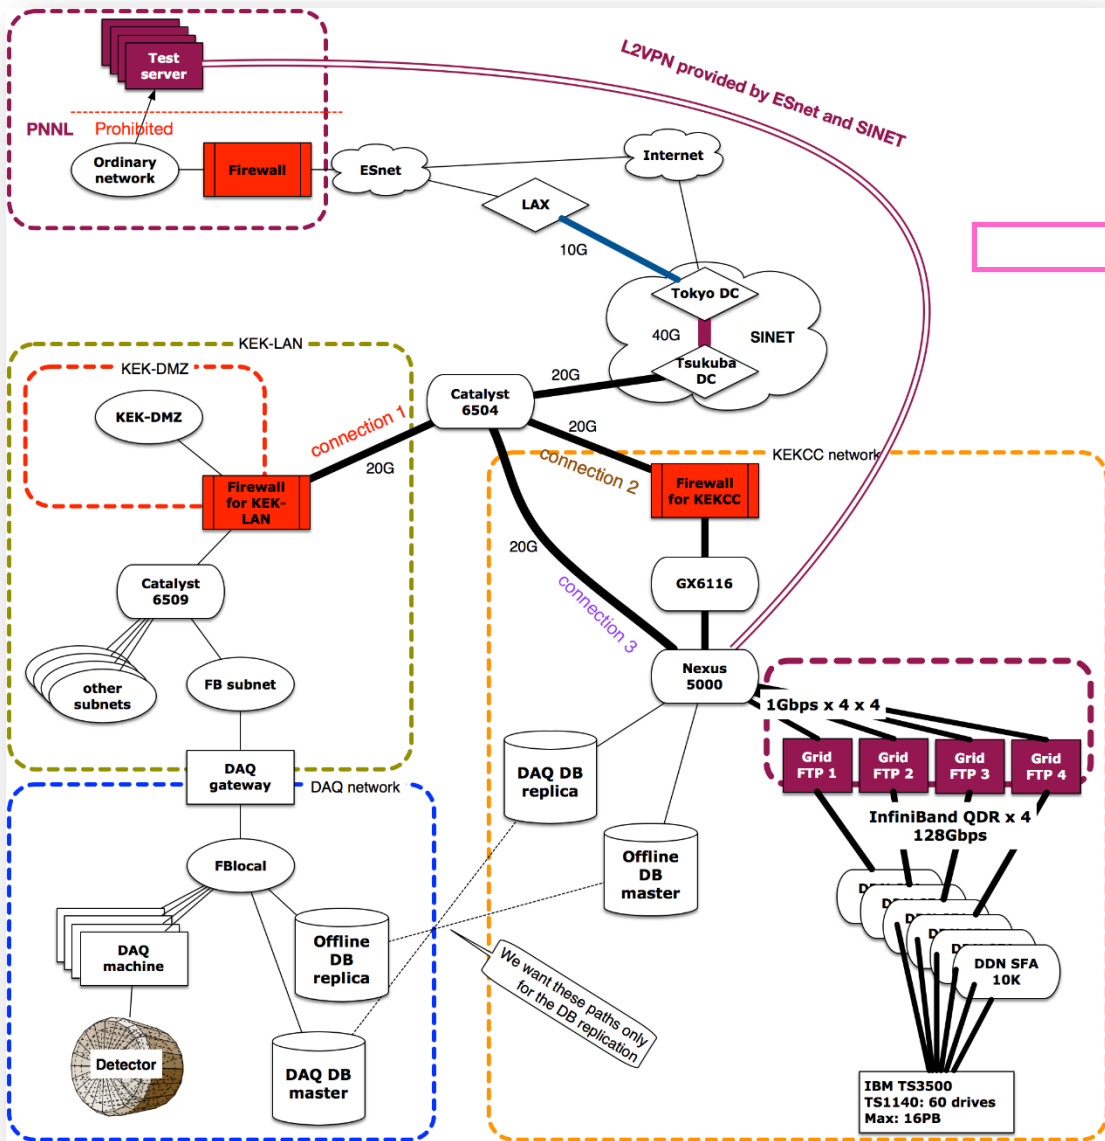 Test
server
L2VPN provided by ESnet and SINET
PNNL
Prohibited
Ordinary
network
Firewall
ESnet
Internet
LAX
10G
Tokyo DC
40G
SINET
Tsukuba
DC
KEK-LAN
KEK-DMZ
KEK-DMZ
20G
Catalyst
6504
connection 1
20G
20G
connection 2
KEKCC network
Firewall
for KEK-
LAN
Firewall
for KEKCC
20G
Catalyst
6509
GX6116
connection 3
other
subnets
FB subnet
Nexus
5000
1Gbps x 4 x 4
Grid
FTP 1
Grid
FTP 2
Grid
FTP 3
Grid
FTP 4
DAQ
gateway
DAQ network
DAQ DB
replica
InfiniBand QDR x 4
128Gbps
FBlocal
Offline
DB
master
DAQ
machine
Offline
DB
replica
We want these paths only
for the DB replication
DDN SFA
10K
Detector
DAQ DB
master
IBM TS3500
TS1140: 60 drives
Max: 16PB